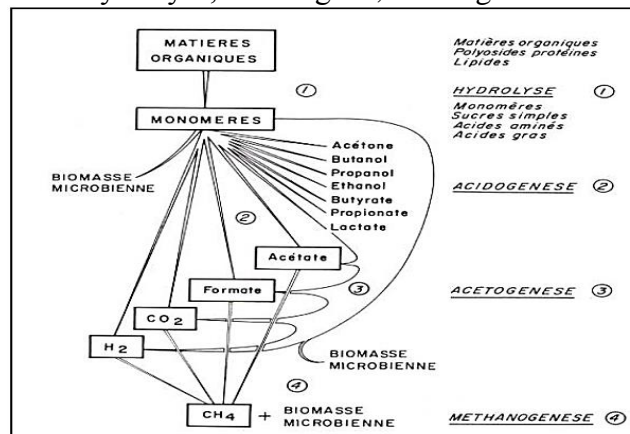 MATIERES
ORGANIQUES
Matières organiques
Polyosides protéines
Lipides
①
HYDROLYSE ①
MONOMERES
Monomères
Sucres simples
Acides aminés
Acides gras
Acétone
Butanol
Propanol
Ethanol
Butyrate
Propionate
Lactate
BIOMASSE
MICROBIENNE
ACIDOGENESE ②
②
Acétate
Formate
③
ACETOGENESE ③
CO2
H2
BIOMASSE
MICROBIENNE
④
CH4 + BIOMASSE
MICROBIENNE
METHANOGENESE ④